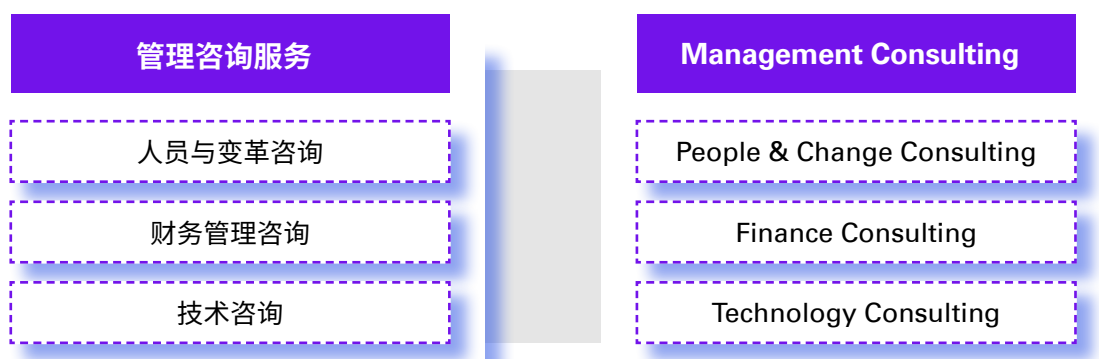 管理咨询服务
人员与变革咨询
财务管理咨询
技术咨询
Management Consulting
People & Change Consulting
Finance Consulting
Technology Consulting